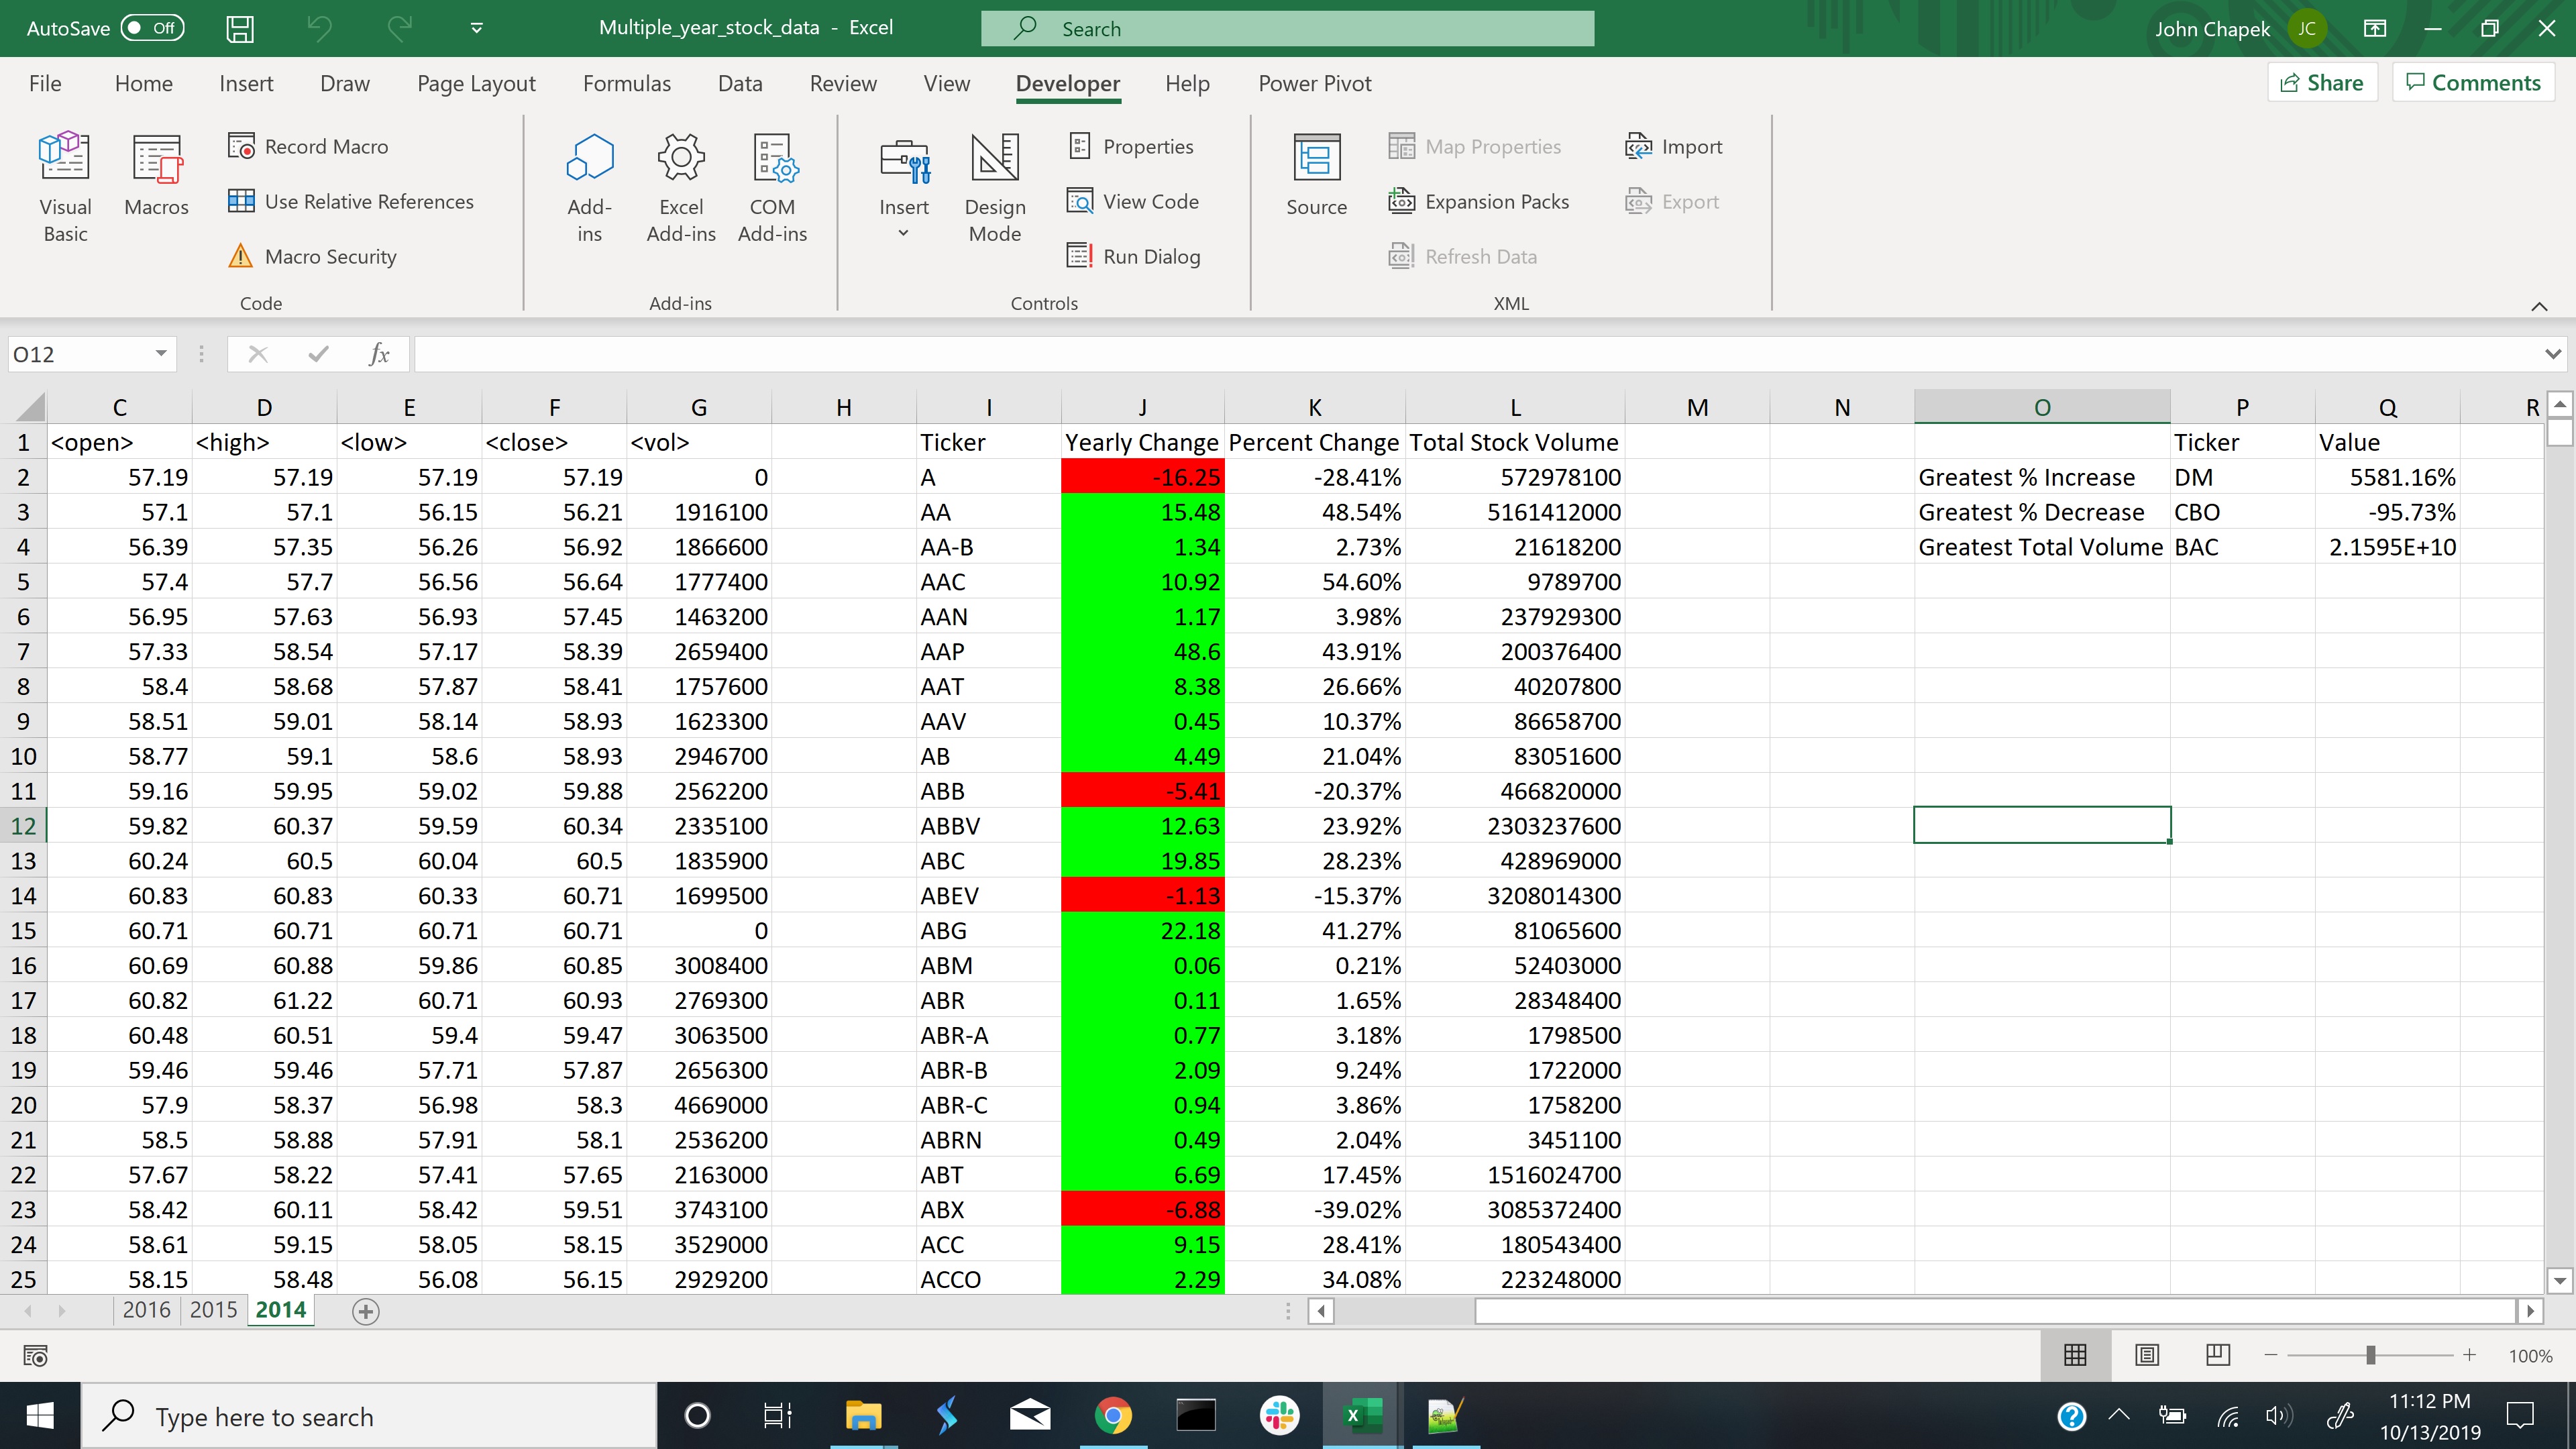 AutoSave Off Multiple_year_stock_data - Excel Search John Chapek JC
File Home Insert Draw Page Layout Formulas Data Review View Developer Help Power Pivot Share Comments
Visual Basic Macros Record Macro Use Relative References Macro Security Code
Add-ins Excel Add-ins COM Add-ins Add-ins
Insert Design Mode Properties View Code Run Dialog Controls
Source Map Properties Expansion Packs Refresh Data Import Export XML
O12 fx
C D E F G H I J K L M N O P Q R
1 <open> <high> <low> <close> <vol> Ticker Yearly Change Percent Change Total Stock Volume Ticker Value
2 57.19 57.19 57.19 57.19 0 A -16.25 -28.41% 572978100 Greatest % Increase DM 5581.16%
3 57.1 57.1 56.15 56.21 1916100 AA 15.48 48.54% 5161412000 Greatest % Decrease CBO -95.73%
4 56.39 57.35 56.26 56.92 1866600 AA-B 1.34 2.73% 21618200 Greatest Total Volume BAC 2.1595E+10
5 57.4 57.7 56.56 56.64 1777400 AAC 10.92 54.60% 9789700
6 56.95 57.63 56.93 57.45 1463200 AAN 1.17 3.98% 237929300
7 57.33 58.54 57.17 58.39 2659400 AAP 48.6 43.91% 200376400
8 58.4 58.68 57.87 58.41 1757600 AAT 8.38 26.66% 40207800
9 58.51 59.01 58.14 58.93 1623300 AAV 0.45 10.37% 86658700
10 58.77 59.1 58.6 58.93 2946700 AB 4.49 21.04% 83051600
11 59.16 59.95 59.02 59.88 2562200 ABB -5.41 -20.37% 466820000
12 59.82 60.37 59.59 60.34 2335100 ABBV 12.63 23.92% 2303237600
13 60.24 60.5 60.04 60.5 1835900 ABC 19.85 28.23% 428969000
14 60.83 60.83 60.33 60.71 1699500 ABEV -1.13 -15.37% 3208014300
15 60.71 60.71 60.71 60.71 0 ABG 22.18 41.27% 81065600
16 60.69 60.88 59.86 60.85 3008400 ABM 0.06 0.21% 52403000
17 60.82 61.22 60.71 60.93 2769300 ABR 0.11 1.65% 28348400
18 60.48 60.51 59.4 59.47 3063500 ABR-A 0.77 3.18% 1798500
19 59.46 59.46 57.71 57.87 2656300 ABR-B 2.09 9.24% 1722000
20 57.9 58.37 56.98 58.3 4669000 ABR-C 0.94 3.86% 1758200
21 58.5 58.88 57.91 58.1 2536200 ABRN 0.49 2.04% 3451100
22 57.67 58.22 57.41 57.65 2163000 ABT 6.69 17.45% 1516024700
23 58.42 60.11 58.42 59.51 3743100 ABX -6.88 -39.02% 3085372400
24 58.61 59.15 58.05 58.15 3529000 ACC 9.15 28.41% 180543400
25 58.15 58.48 56.08 56.15 2929200 ACCO 2.29 34.08% 223248000
2016 2015 2014
100%
Type here to search 11:12 PM
10/13/2019